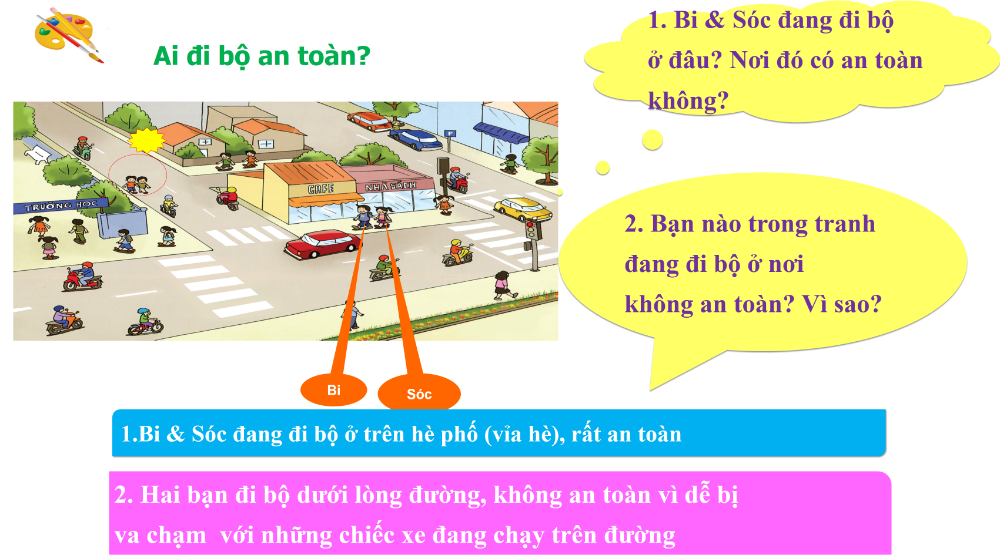 Ai đi bộ an toàn?
1. Bi & Sóc đang đi bộ
ở đâu? Nơi đó có an toàn
không?
P
CAFE
NHÀ SÁCH
TRƯỜNG HỌC
2. Bạn nào trong tranh
đang đi bộ ở nơi
không an toàn? Vì sao?
Bi
Sóc
1.Bi & Sóc đang đi bộ ở trên hè phố (vỉa hè), rất an toàn
2. Hai bạn đi bộ dưới lòng đường, không an toàn vì dễ bị
va chạm với những chiếc xe đang chạy trên đường